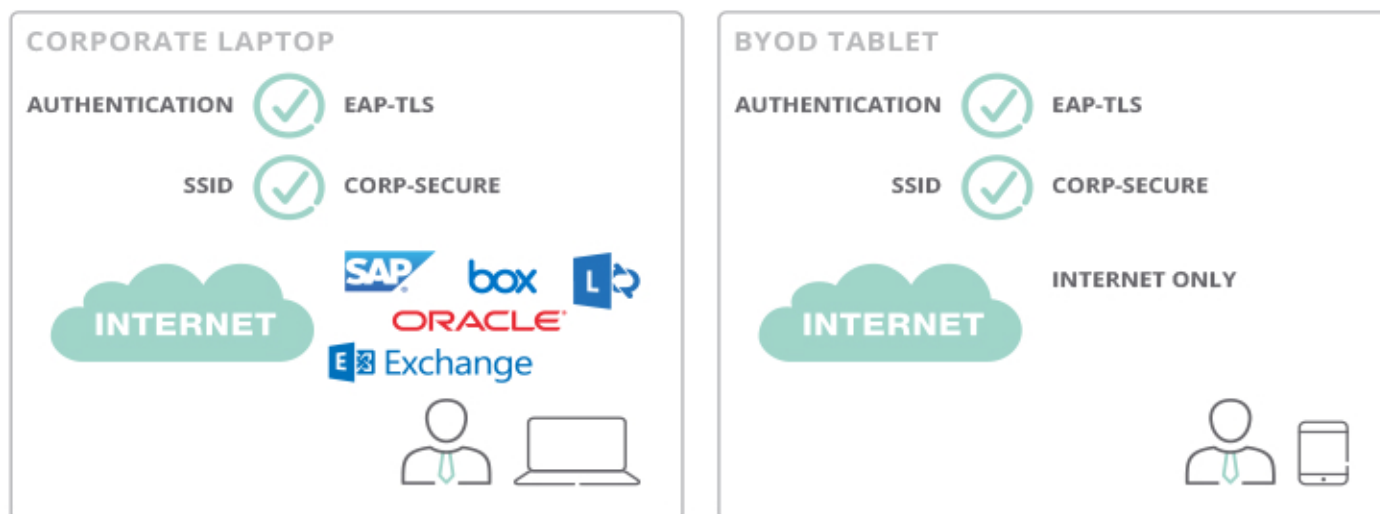 CORPORATE LAPTOP
AUTHENTICATION EAP-TLS
SSID CORP-SECURE
INTERNET
SAP®
box
L
ORACLE®
E Exchange
BYOD TABLET
AUTHENTICATION EAP-TLS
SSID CORP-SECURE
INTERNET
INTERNET ONLY